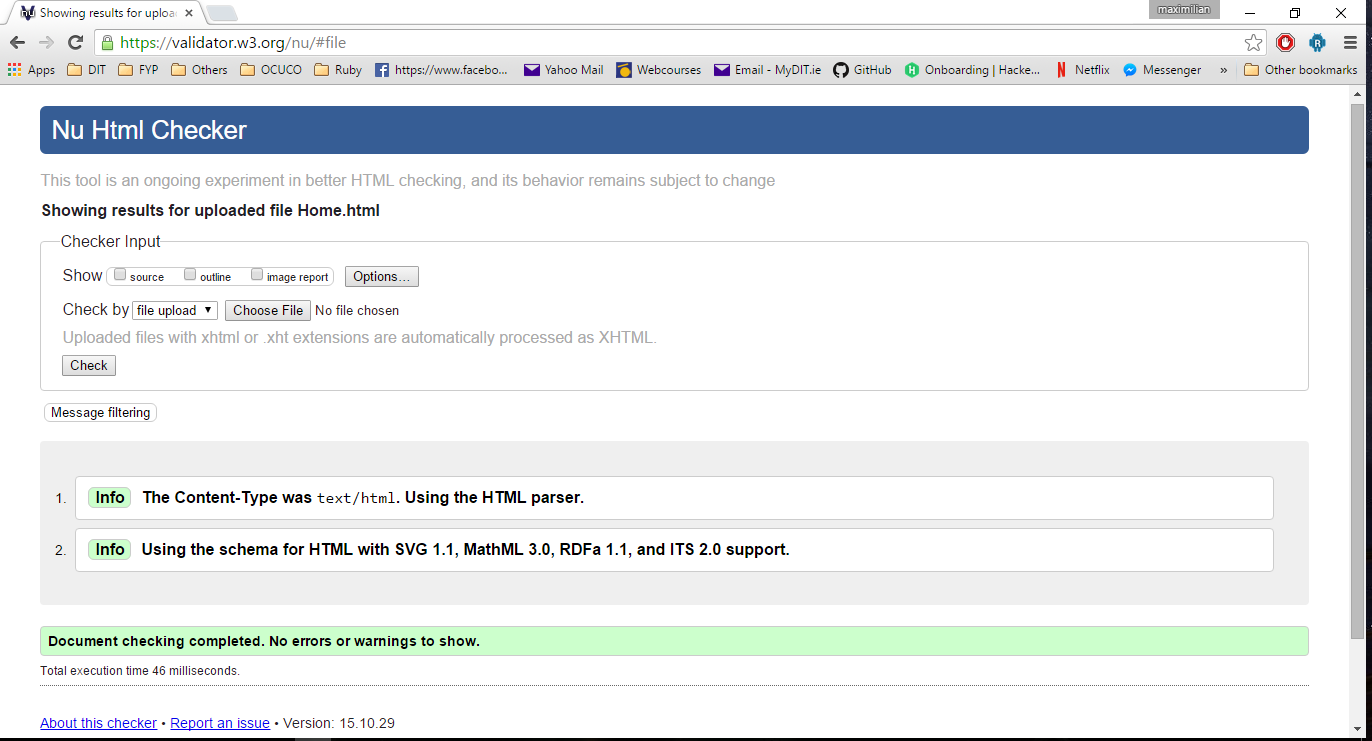 Showing results for uploa
maximilian
https://validator.w3.org/nu/#file
Apps DIT FYP Others OCUCO Ruby https://www.facebo... Yahoo Mail Webcourses Email - MyDIT.ie GitHub Onboarding | Hacke... Netflix Messenger » Other bookmarks
Nu Html Checker
This tool is an ongoing experiment in better HTML checking, and its behavior remains subject to change
Showing results for uploaded file Home.html
Checker Input
Show source outline image report Options...
Check by file upload Choose File No file chosen
Uploaded files with xhtml or .xht extensions are automatically processed as XHTML.
Check
Message filtering
1. Info The Content-Type was text/html. Using the HTML parser.
2. Info Using the schema for HTML with SVG 1.1, MathML 3.0, RDFa 1.1, and ITS 2.0 support.
Document checking completed. No errors or warnings to show.
Total execution time 46 milliseconds.
About this checker • Report an issue • Version: 15.10.29